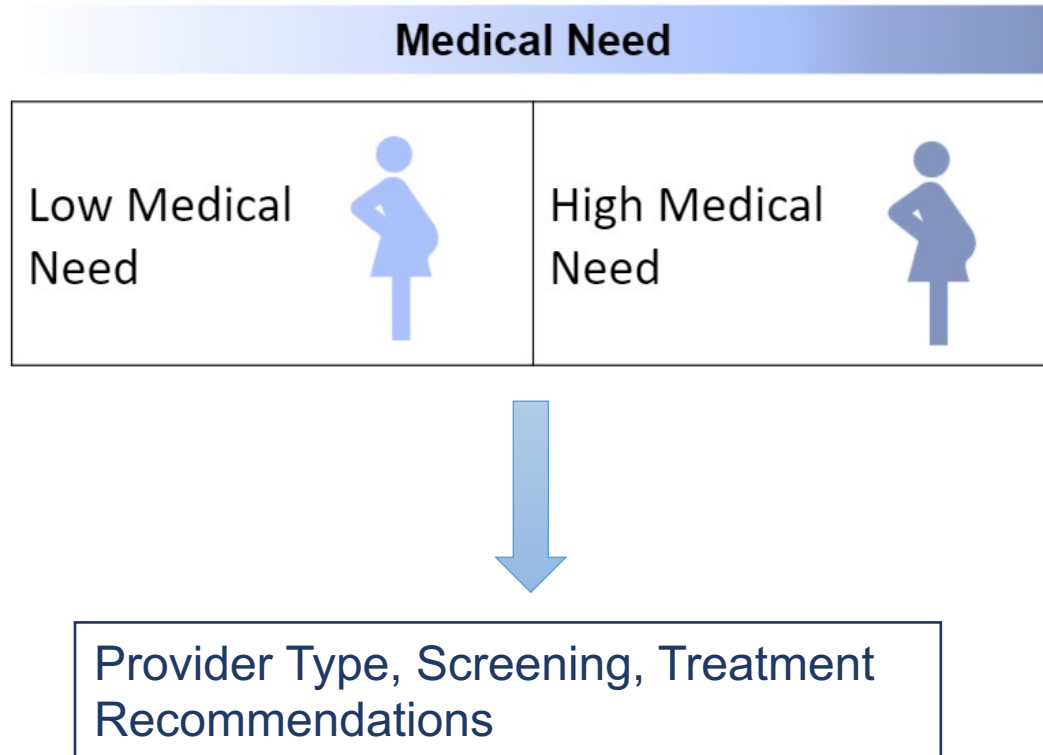 Medical Need
Low Medical
Need
High Medical
Need
Provider Type, Screening, Treatment
Recommendations